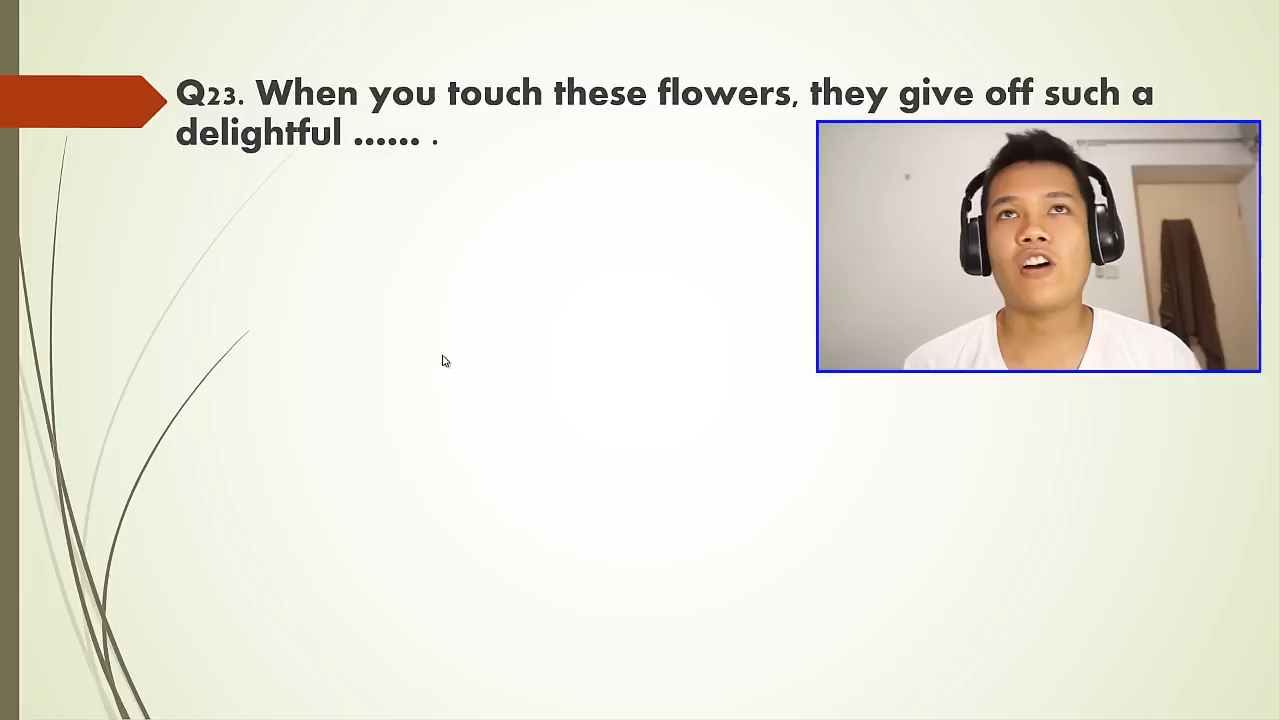 Q23. When you touch these flowers, they give off such a
delightful ...... .